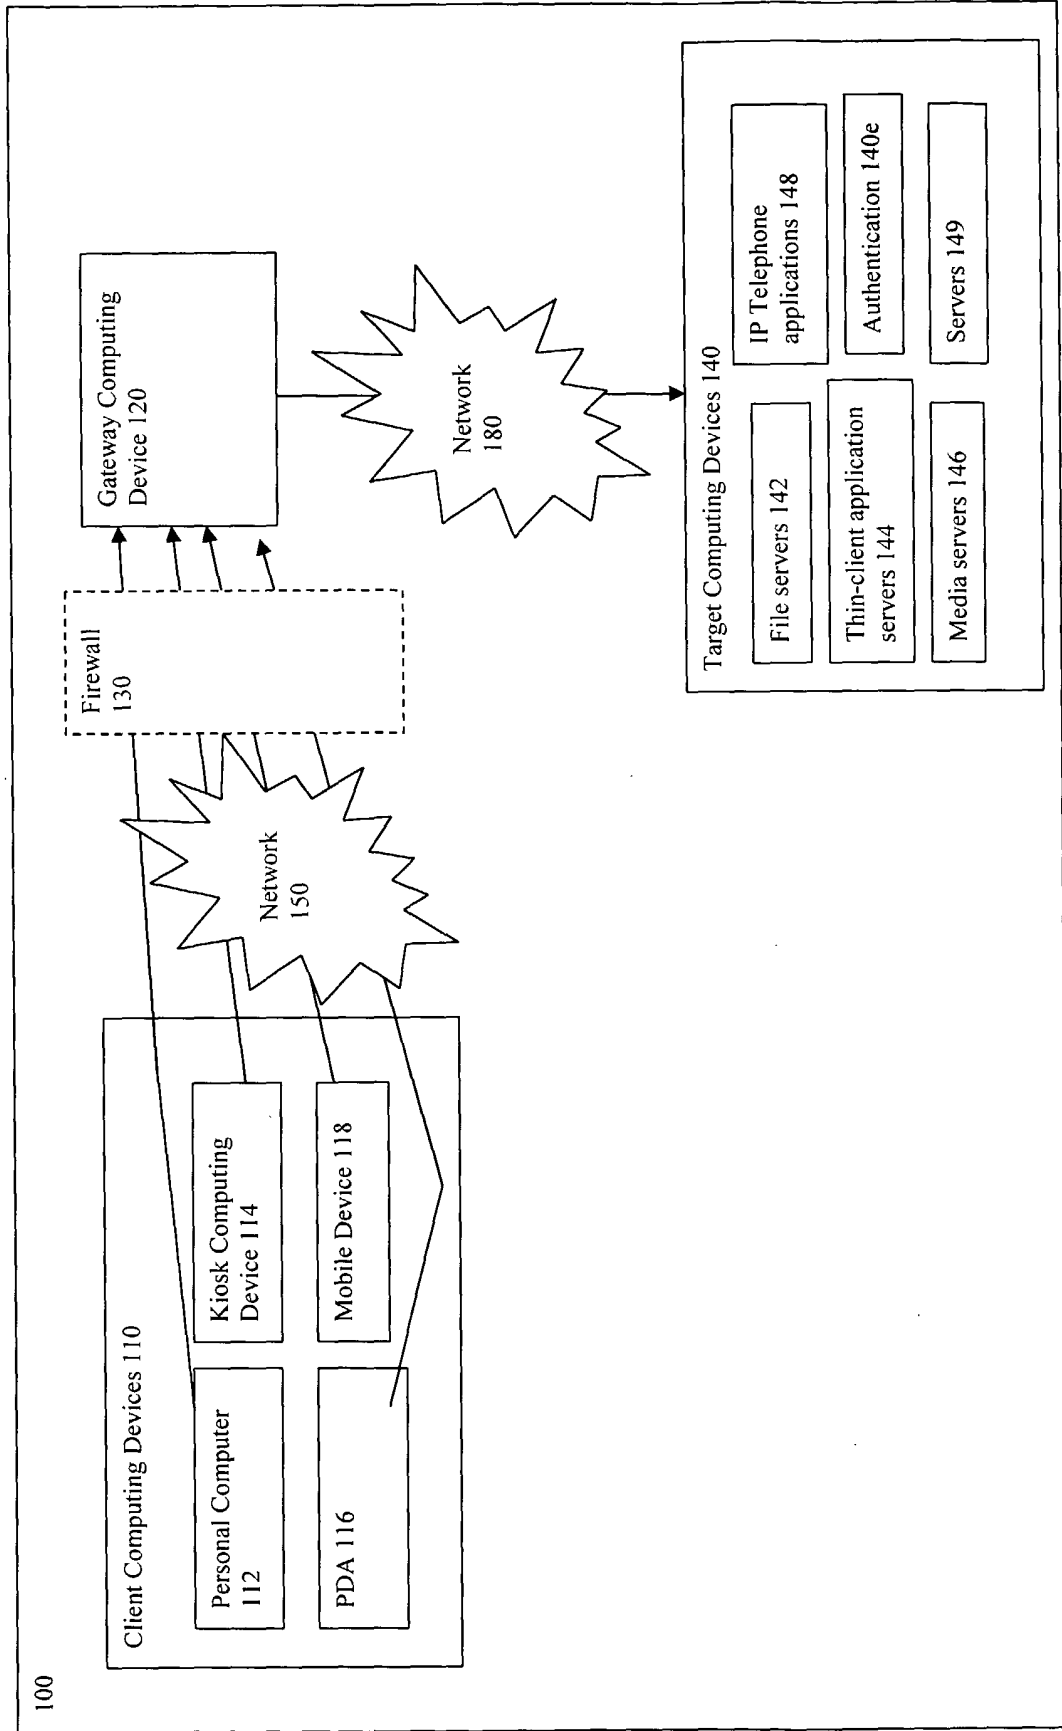 100
Client Computing Devices 110
Personal Computer
112
Kiosk Computing
Device 114
PDA 116
Mobile Device 118
Network
150
Firewall
130
Gateway Computing
Device 120
Network
180
Target Computing Devices 140
File servers 142
IP Telephone
applications 148
Thin-client application
servers 144
Authentication 140e
Media servers 146
Servers 149